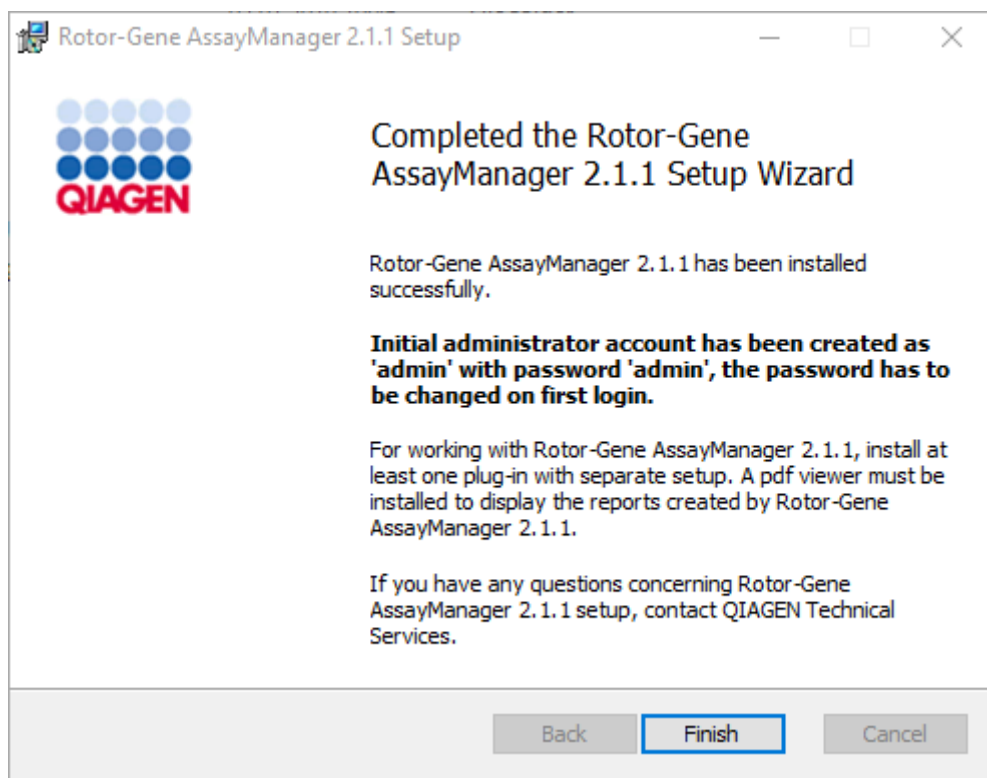 Rotor-Gene AssayManager 2.1.1 Setup
QIAGEN
Completed the Rotor-Gene
AssayManager 2.1.1 Setup Wizard
Rotor-Gene AssayManager 2.1.1 has been installed
successfully.
Initial administrator account has been created as
'admin' with password 'admin', the password has to
be changed on first login.
For working with Rotor-Gene AssayManager 2.1.1, install at
least one plug-in with separate setup. A pdf viewer must be
installed to display the reports created by Rotor-Gene
AssayManager 2.1.1.
If you have any questions concerning Rotor-Gene
AssayManager 2.1.1 setup, contact QIAGEN Technical
Services.
Back
Finish
Cancel